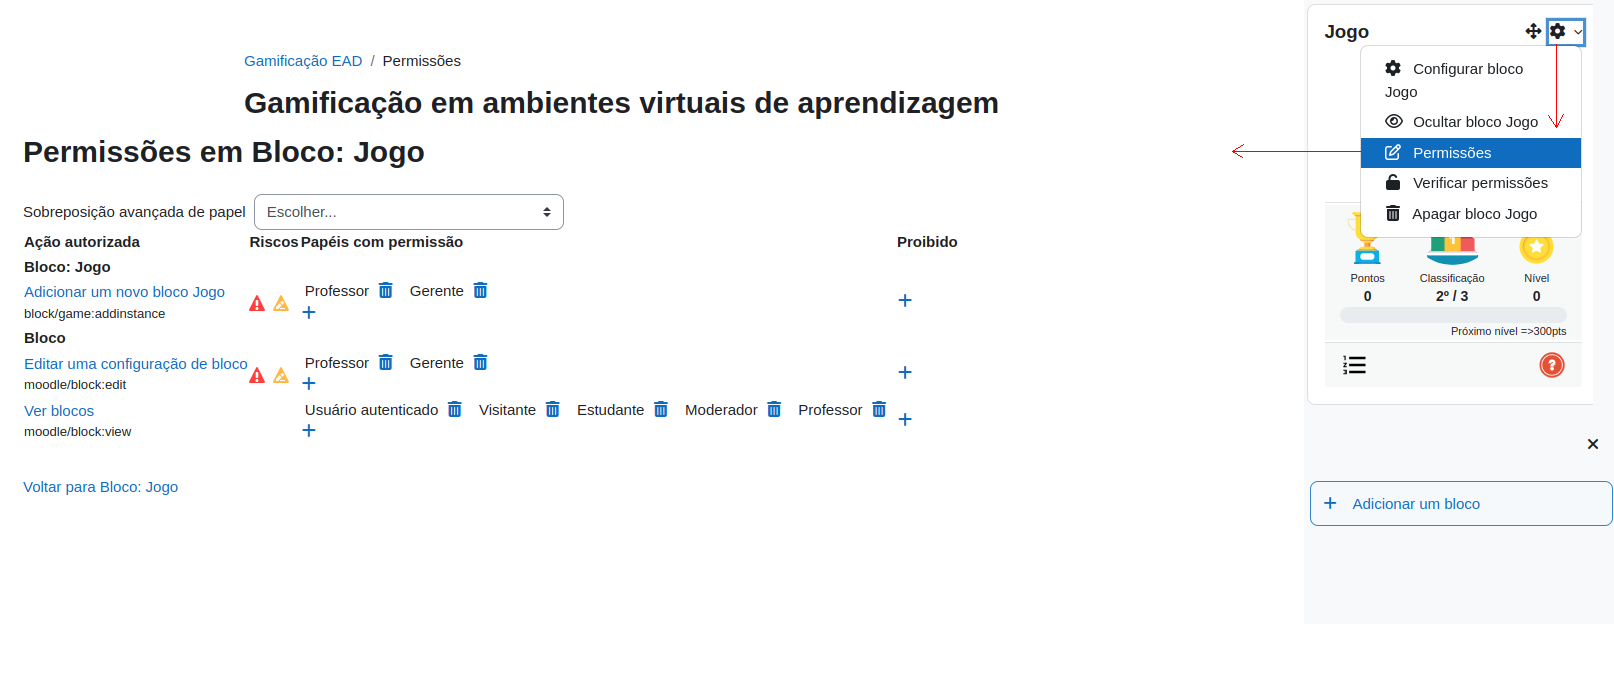 Gamificação EAD / Permissões
Gamificação em ambientes virtuais de aprendizagem
Permissões em Bloco: Jogo
Sobreposição avançada de papel Escolher...
Ação autorizada Riscos Papéis com permissão Proibido
Bloco: Jogo
Adicionar um novo bloco Jogo
block/game:addinstance
Professor Gerente
+
+
Bloco
Editar uma configuração de bloco
moodle/block:edit
Professor Gerente
+
+
Ver blocos
moodle/block:view
Usuário autenticado Visitante Estudante Moderador Professor
+
+
Voltar para Bloco: Jogo
Jogo
Configurar bloco
Jogo
Ocultar bloco Jogo
Permissões
Verificar permissões
Apagar bloco Jogo
Pontos Classificação Nível
0 2º / 3 0
Próximo nível =>300pts
?
+ Adicionar um bloco